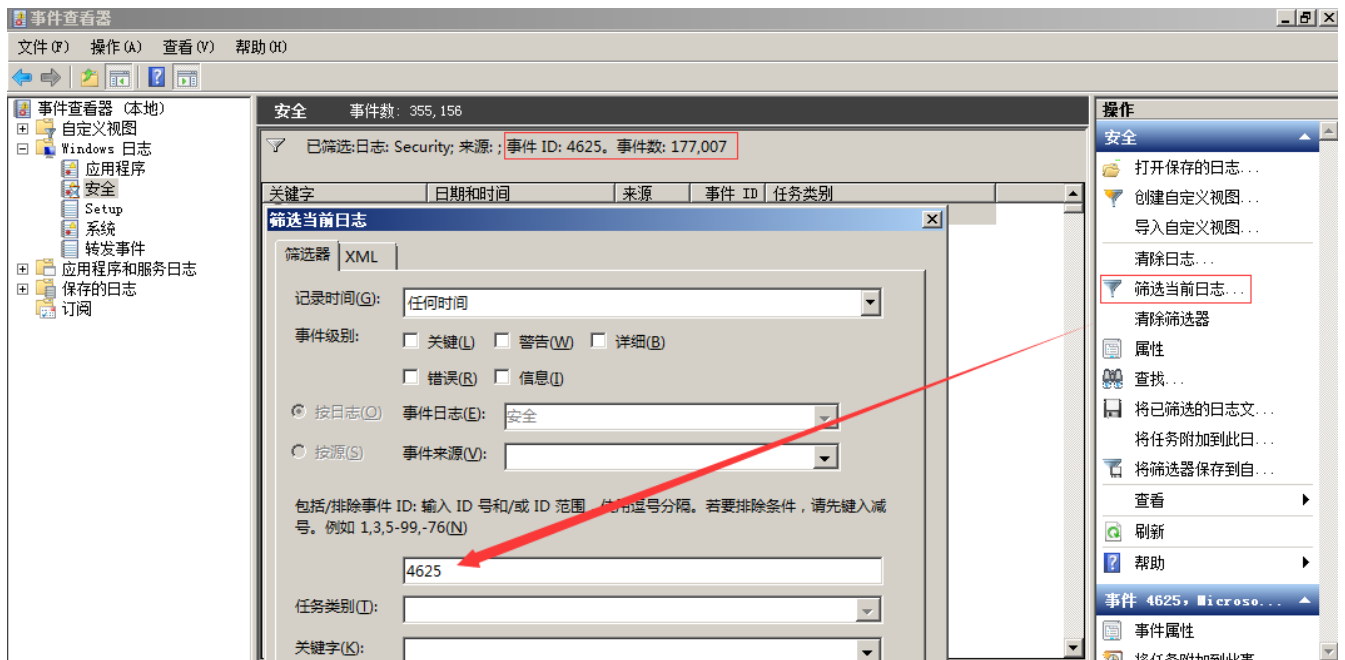 事件查看器
文件(F) 操作(A) 查看(V) 帮助(H)
事件查看器 (本地)
自定义视图
Windows 日志
应用程序
安全
Setup
系统
转发事件
应用程序和服务日志
保存的日志
订阅
安全 事件数: 355,156
已筛选:日志: Security; 来源: ; 事件 ID: 4625。事件数: 177,007
关键字 日期和时间 来源 事件 ID 任务类别
筛选当前日志
筛选器 XML
记录时间(G): 任何时间
事件级别: 关键(L) 警告(W) 详细(B)
错误(R) 信息(I)
按日志(O) 事件日志(E): 安全
按源(S) 事件来源(V):
包括/排除事件 ID: 输入 ID 号和/或 ID 范围，使用逗号分隔。若要排除条件，请先键入减
号。例如 1,3,5-99,-76(N)
4625
任务类别(T):
关键字(K):
操作
安全
打开保存的日志...
创建自定义视图...
导入自定义视图...
清除日志...
筛选当前日志...
清除筛选器
属性
查找...
将已筛选的日志文...
将任务附加到此日...
将筛选器保存到自...
查看
刷新
帮助
事件 4625，Microso...
事件属性
将任务附加到此事...